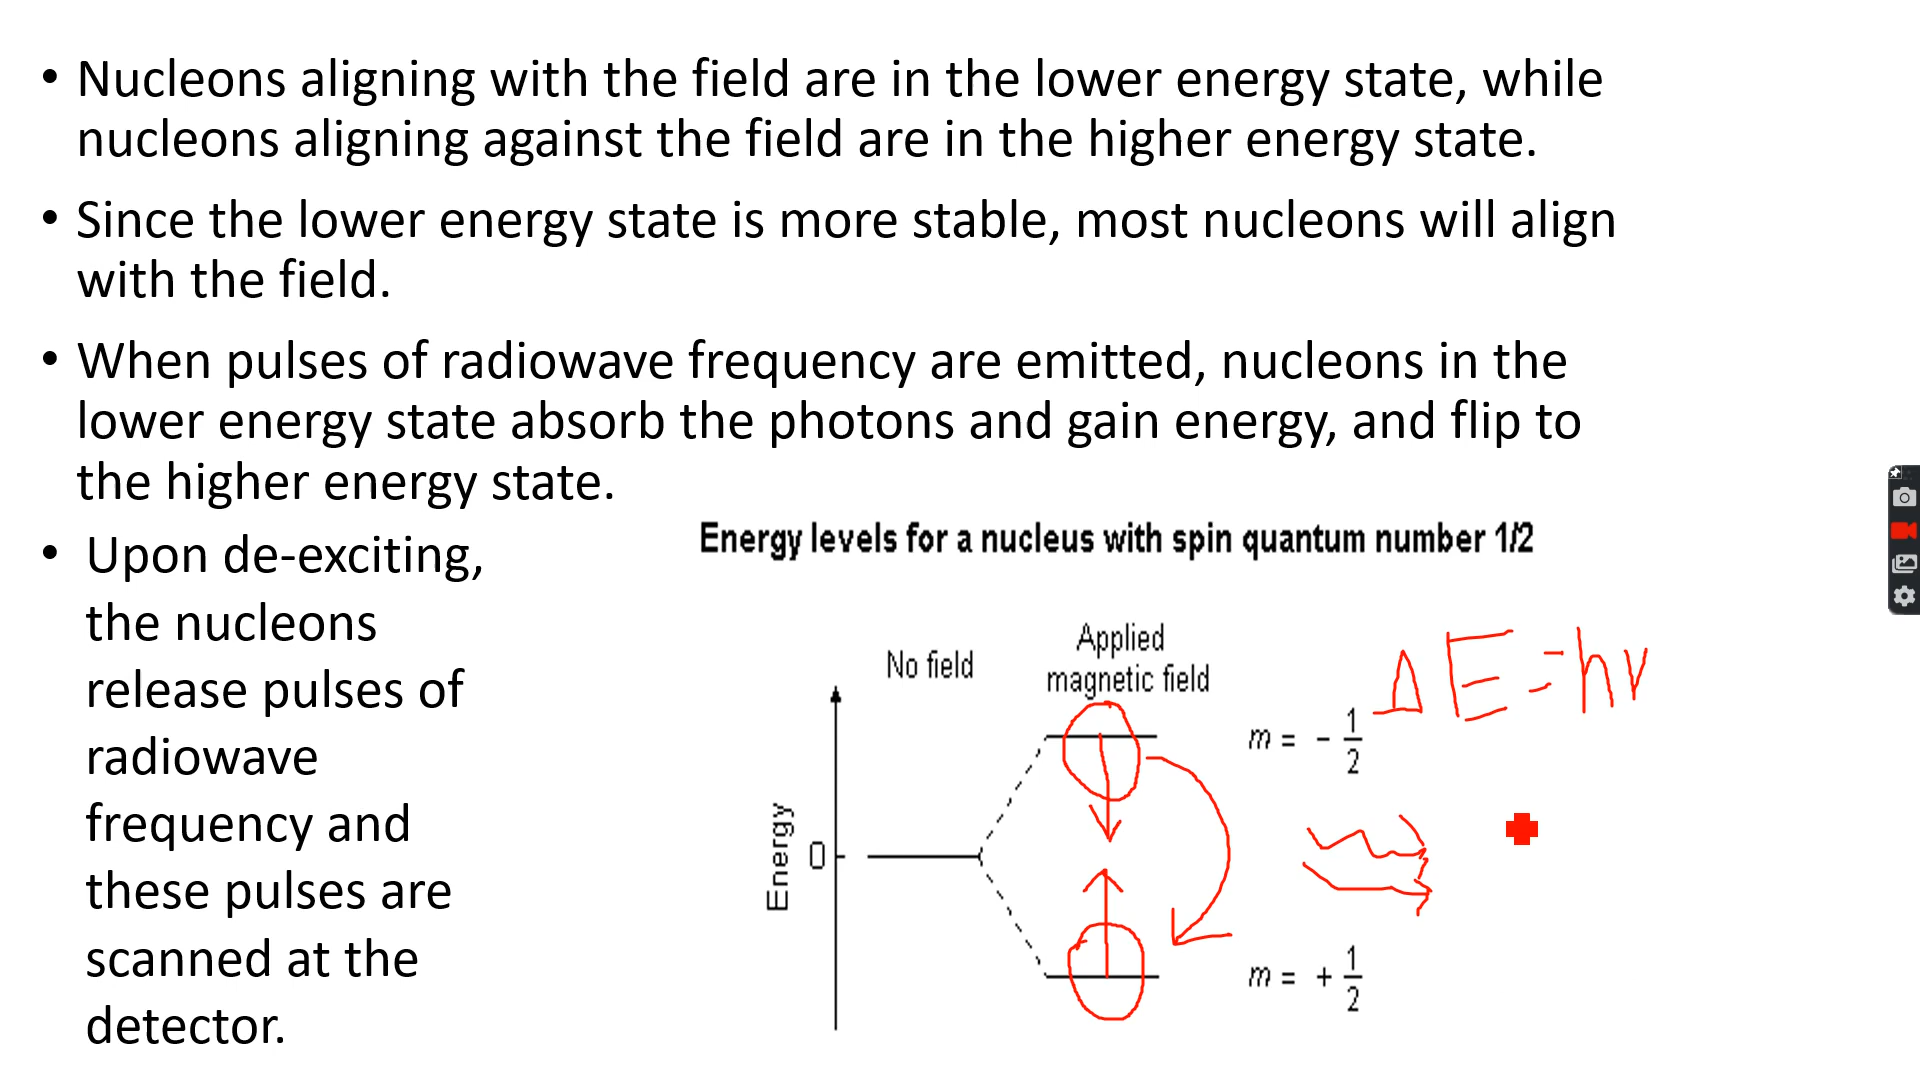 • Nucleons aligning with the field are in the lower energy state, while
nucleons aligning against the field are in the higher energy state.
• Since the lower energy state is more stable, most nucleons will align
with the field.
• When pulses of radiowave frequency are emitted, nucleons in the
lower energy state absorb the photons and gain energy, and flip to
the higher energy state.
• Upon de-exciting,
the nucleons
release pulses of
radiowave
frequency and
these pulses are
scanned at the
detector.
Energy levels for a nucleus with spin quantum number 1/2
No field
Applied
magnetic field
ΔE=hν
m = - 1/2
Energy
0
m = + 1/2